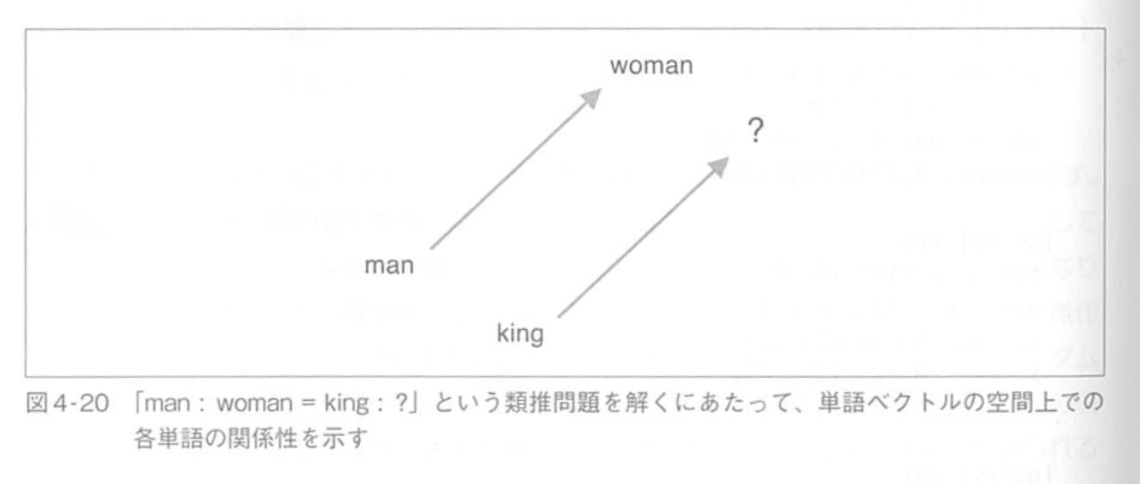 woman
?
man
king
図4-20 「man : woman = king : ?」という類推問題を解くにあたって、単語ベクトルの空間上での
各単語の関係性を示す